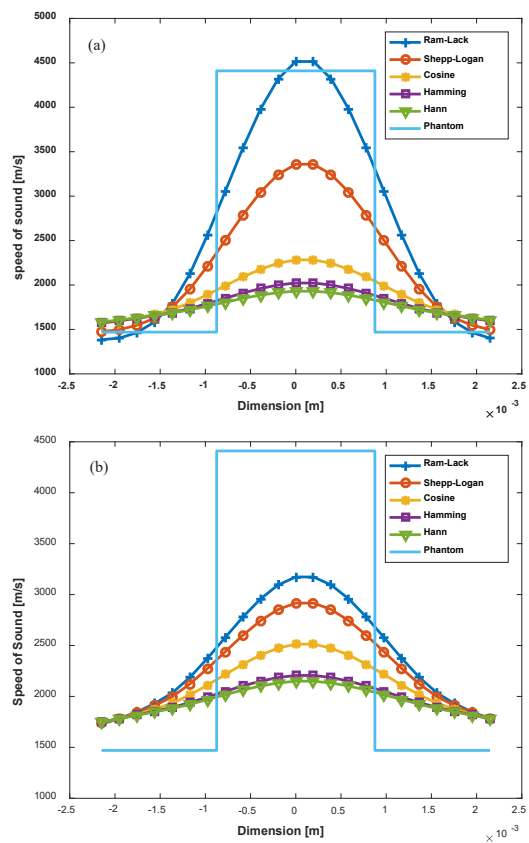 (a)
5000
4500
4000
3500
3000
2500
2000
1500
1000
speed of sound [m/s]
Ram-Lack
Shepp-Logan
Cosine
Hamming
Hann
Phantom
-2.5 -2 -1.5 -1 -0.5 0 0.5 1 1.5 2 2.5
Dimension [m]
× 10 -3
(b)
4500
4000
3500
3000
2500
2000
1500
1000
Speed of Sound [m/s]
Ram-Lack
Shepp-Logan
Cosine
Hamming
Hann
Phantom
-2.5 -2 -1.5 -1 -0.5 0 0.5 1 1.5 2 2.5
Dimension [m]
× 10 -3